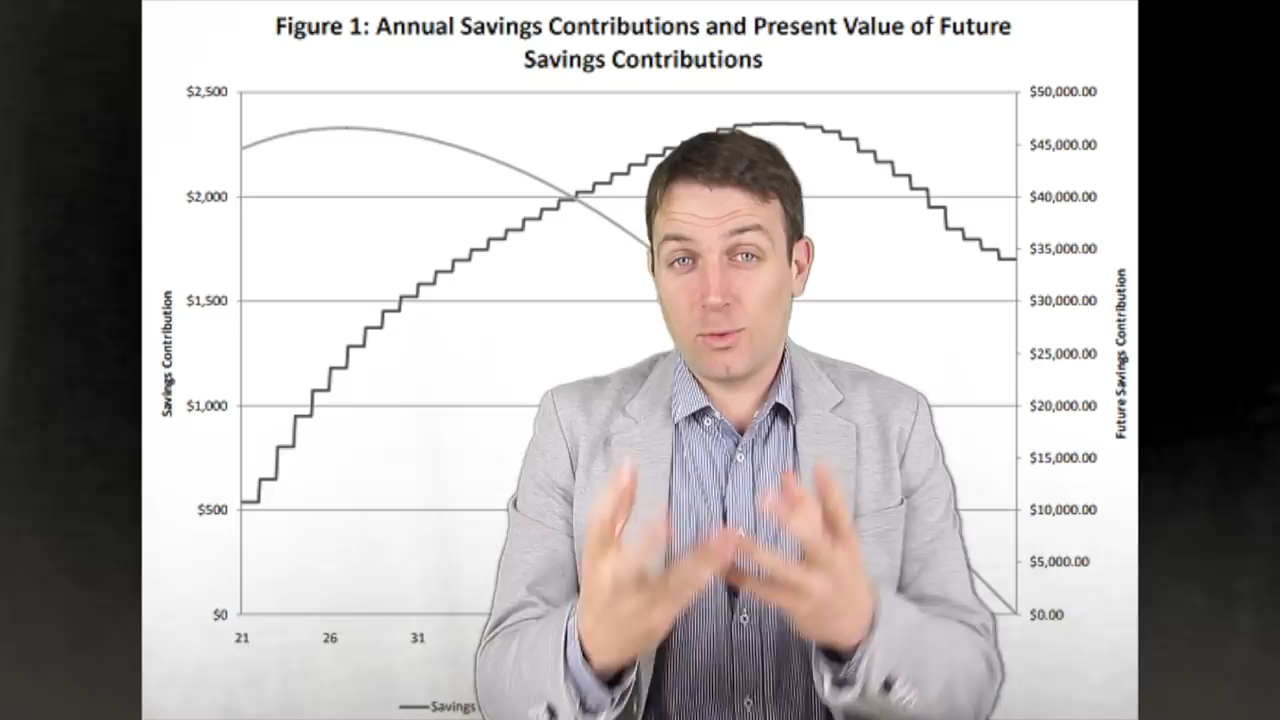 Figure 1: Annual Savings Contributions and Present Value of Future
Savings Contributions
$2,500
$2,000
$1,500
$1,000
$500
$0
Savings Contribution
$50,000.00
$45,000.00
$40,000.00
$35,000.00
$30,000.00
$25,000.00
$20,000.00
$15,000.00
$10,000.00
$5,000.00
$0.00
Future Savings Contribution
21 26 31
Savings